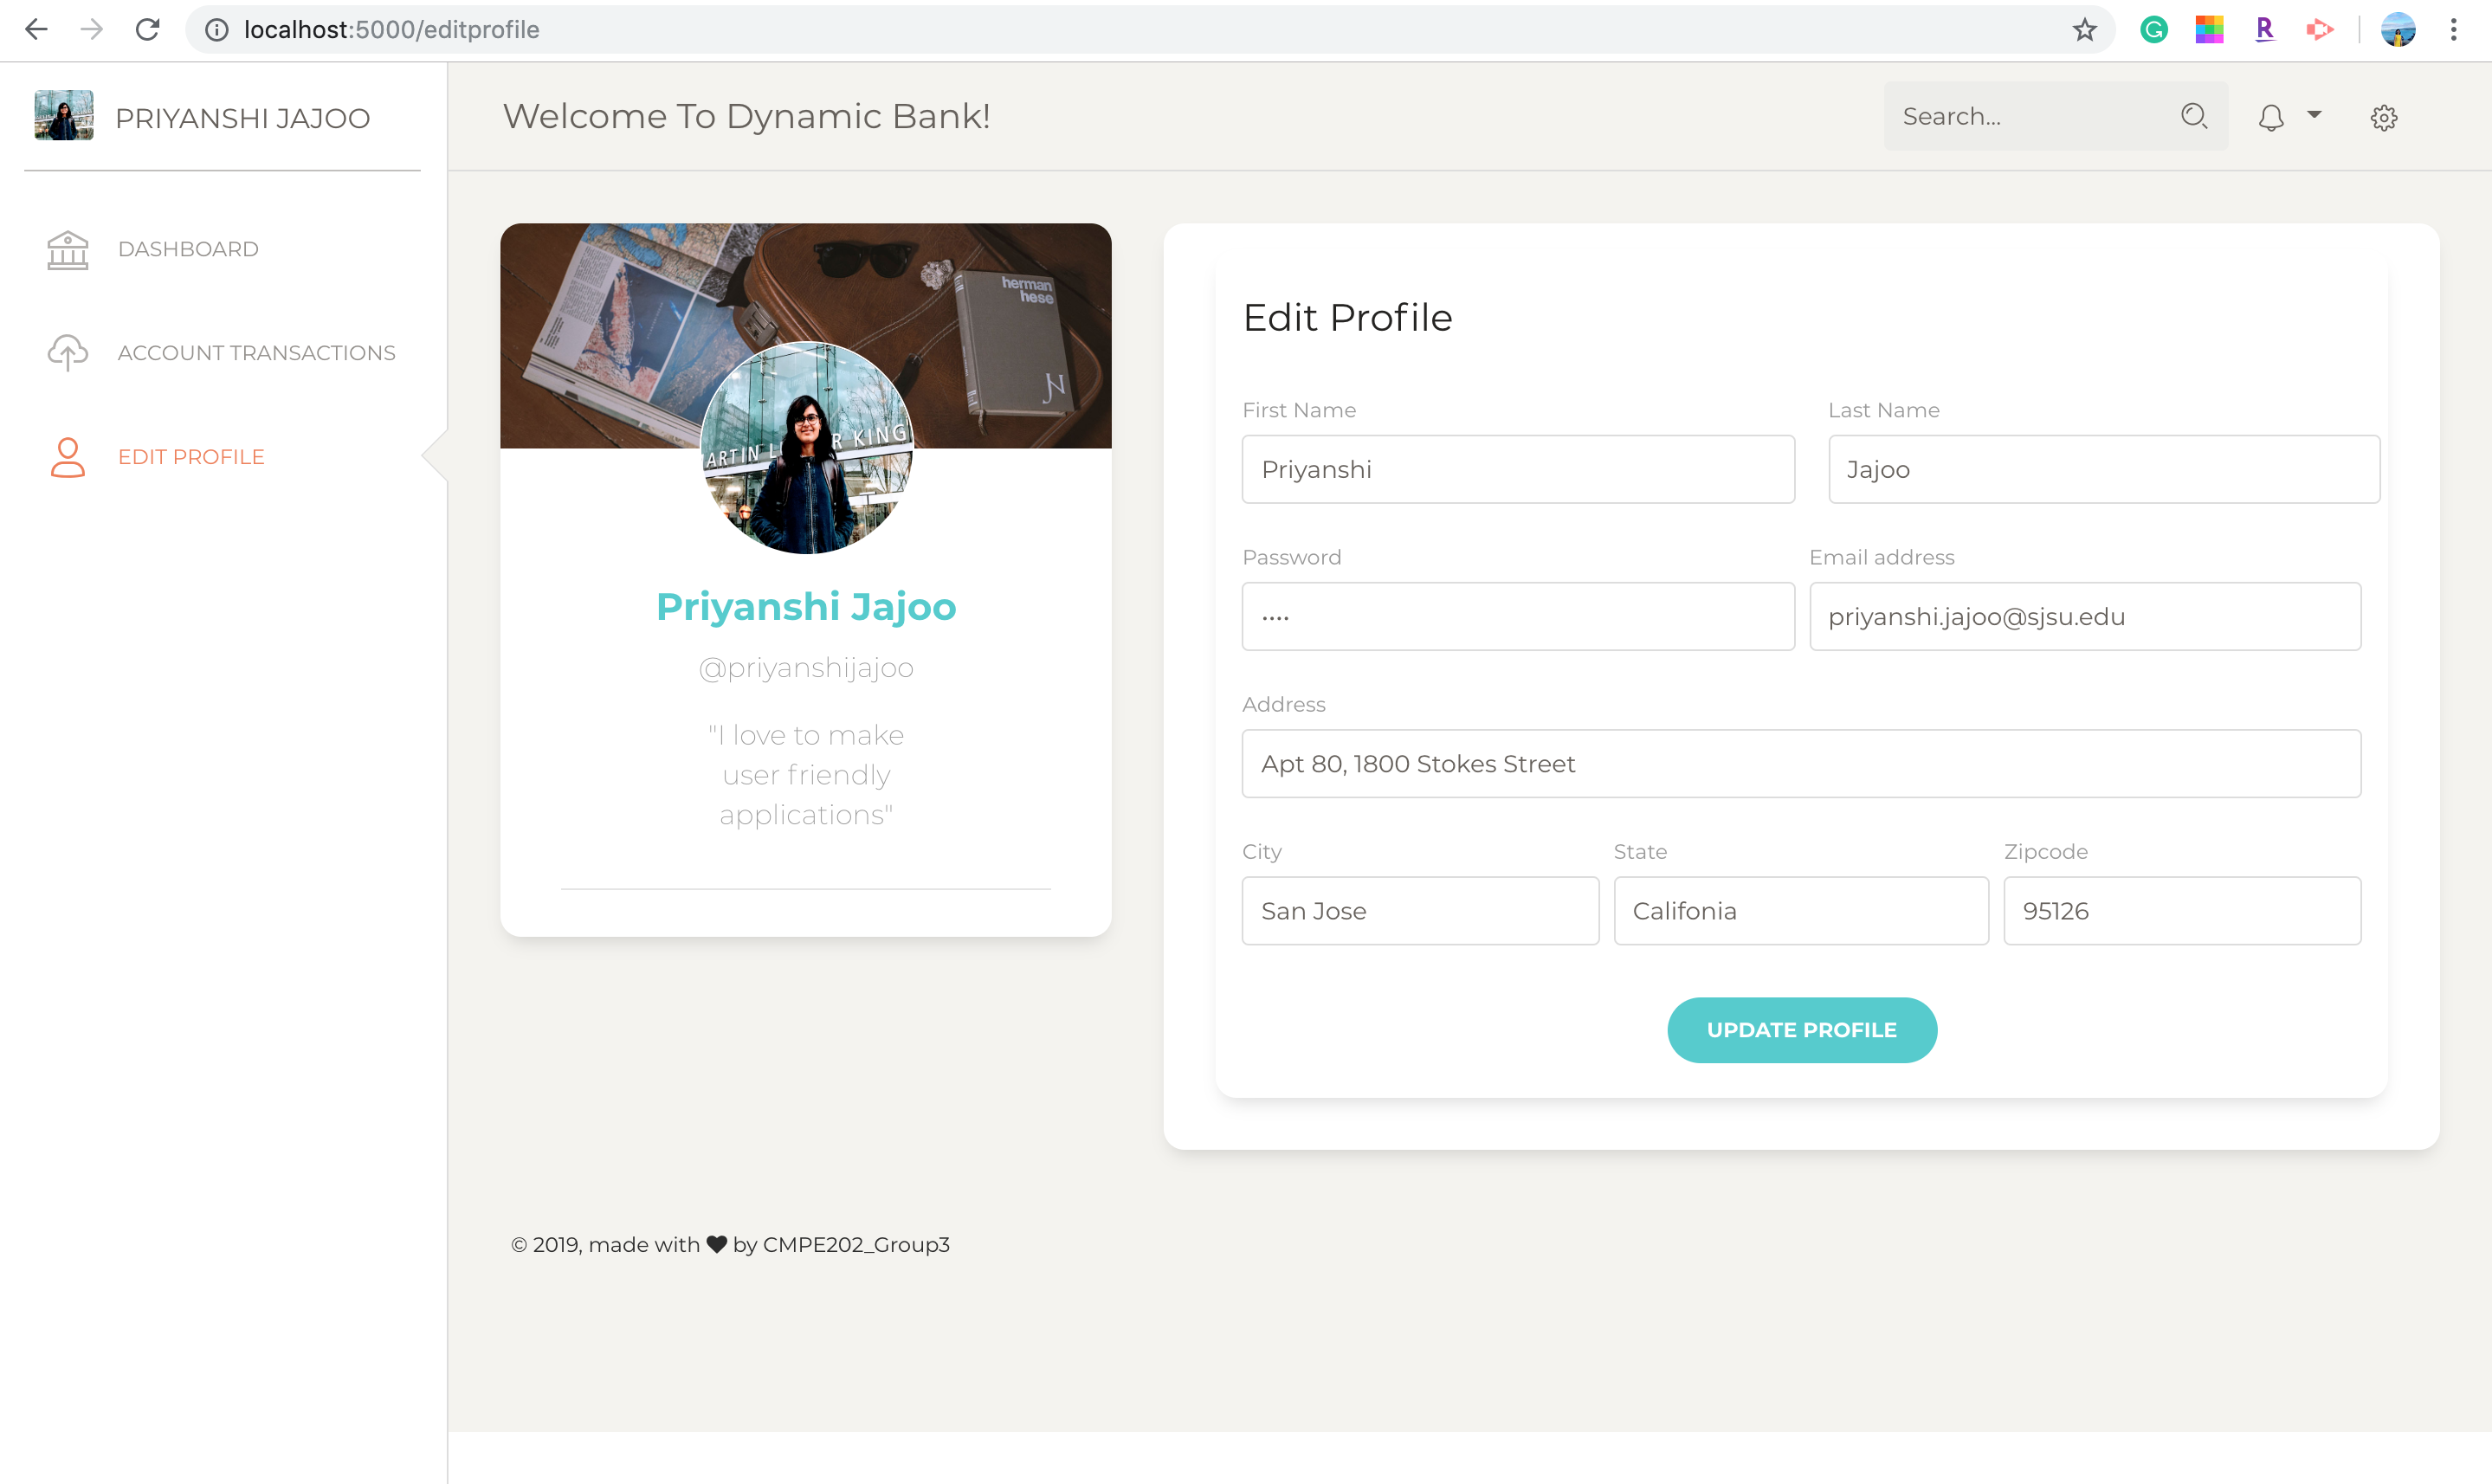 localhost:5000/editprofile
PRIYANSHI JAJOO
Welcome To Dynamic Bank!
Search...
DASHBOARD
ACCOUNT TRANSACTIONS
EDIT PROFILE
herman
hese
ARTIN L R KING
Priyanshi Jajoo
@priyanshijajoo
"I love to make
user friendly
applications"
Edit Profile
First Name
Last Name
Priyanshi
Jajoo
Password
Email address
••••
priyanshi.jajoo@sjsu.edu
Address
Apt 80, 1800 Stokes Street
City
State
Zipcode
San Jose
Califonia
95126
UPDATE PROFILE
© 2019, made with ♥ by CMPE202_Group3